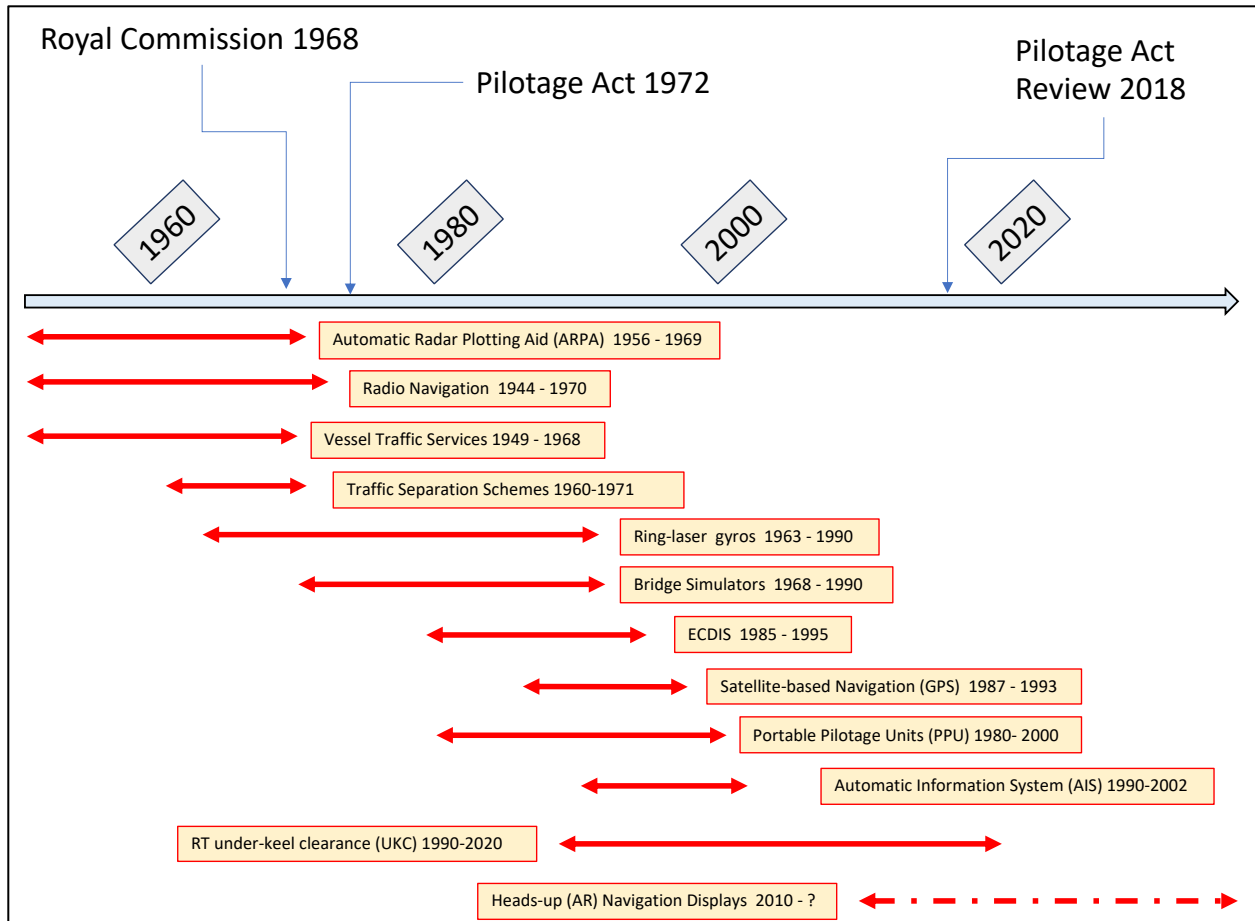 Royal Commission 1968
Pilotage Act 1972
Pilotage Act
Review 2018
1960
1980
2000
2020
Automatic Radar Plotting Aid (ARPA) 1956 - 1969
Radio Navigation 1944 - 1970
Vessel Traffic Services 1949 - 1968
Traffic Separation Schemes 1960-1971
Ring-laser gyros 1963 - 1990
Bridge Simulators 1968 - 1990
ECDIS 1985 - 1995
Satellite-based Navigation (GPS) 1987 - 1993
Portable Pilotage Units (PPU) 1980- 2000
Automatic Information System (AIS) 1990-2002
RT under-keel clearance (UKC) 1990-2020
Heads-up (AR) Navigation Displays 2010 - ?